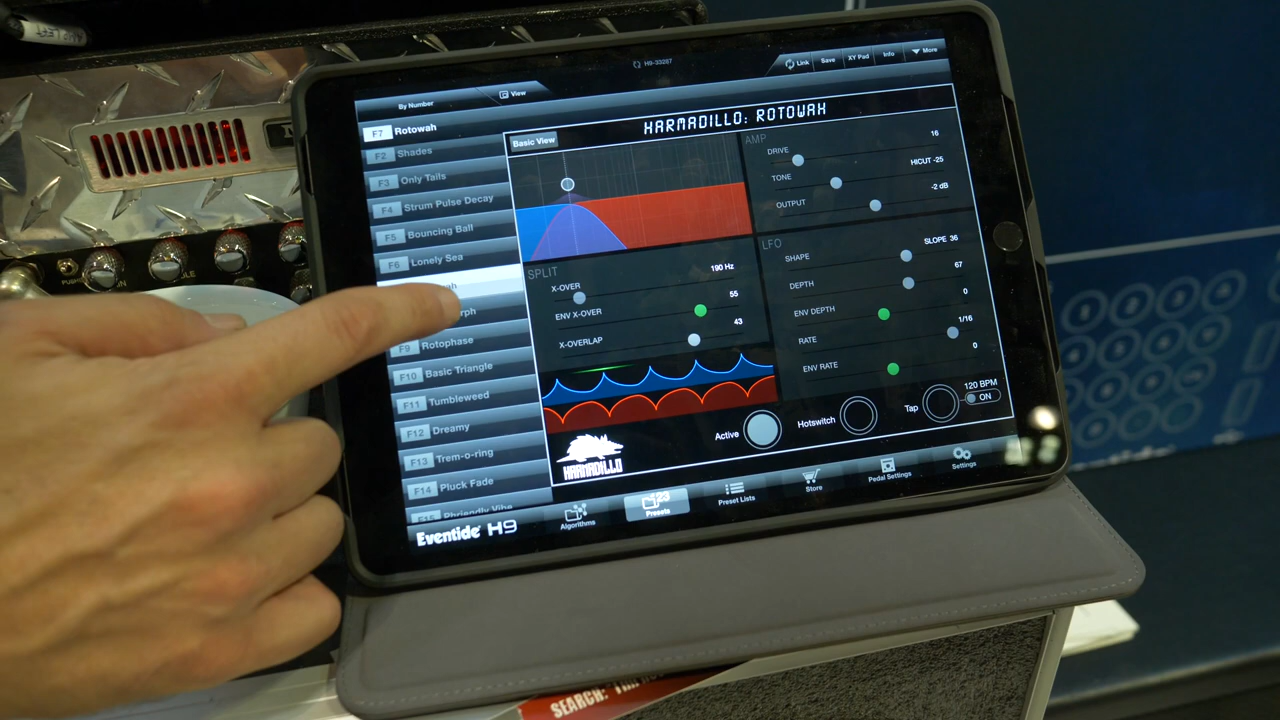 H9-33287
Link Save XY Pad Info More
By Number View
F7 Rotowah
F2 Shades
F3 Only Tails
F4 Strum Pulse Decay
F5 Bouncing Ball
F6 Lonely Sea
F9 Rotophase
F10 Basic Triangle
F11 Tumbleweed
F12 Dreamy
F13 Trem-o-ring
F14 Pluck Fade
F15 Phriendly Vibe
HARMADILLO: ROTOWAH
Basic View
AMP
DRIVE 16
TONE HICUT -25
OUTPUT -2 dB
SPLIT
X-OVER 190 Hz
ENV X-OVER 55
X-OVERLAP 43
LFO
SHAPE SLOPE 36
DEPTH 67
ENV DEPTH 0
RATE 1/16
ENV RATE 0
HARMADILLO
Active Hotswitch Tap 120 BPM
ON
Eventide H9
Algorithms
123
Presets
Preset Lists
Store
Pedal Settings
Settings
SEARCH: